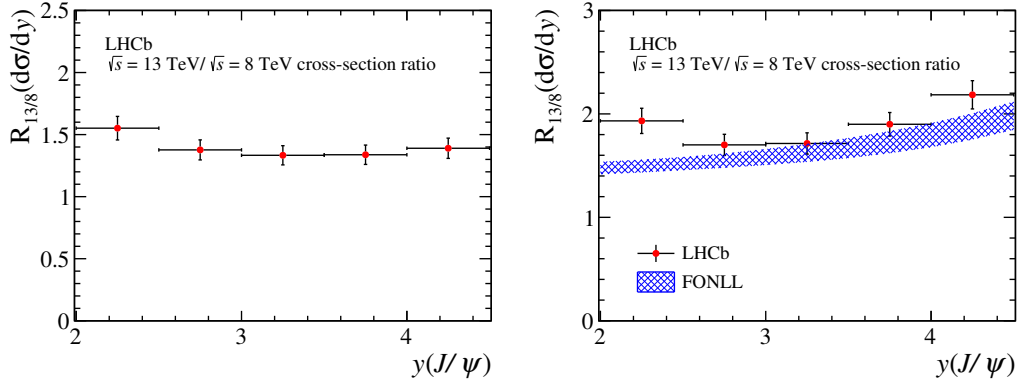 2.5
2
1.5
1
0.5
0
R13/8(dσ/dy)
LHCb
√s = 13 TeV/ √s = 8 TeV cross-section ratio
2 3 4
y(J/ψ)
3
2
1
0
R13/8(dσ/dy)
LHCb
√s = 13 TeV/ √s = 8 TeV cross-section ratio
LHCb
FONLL
2 3 4
y(J/ψ)